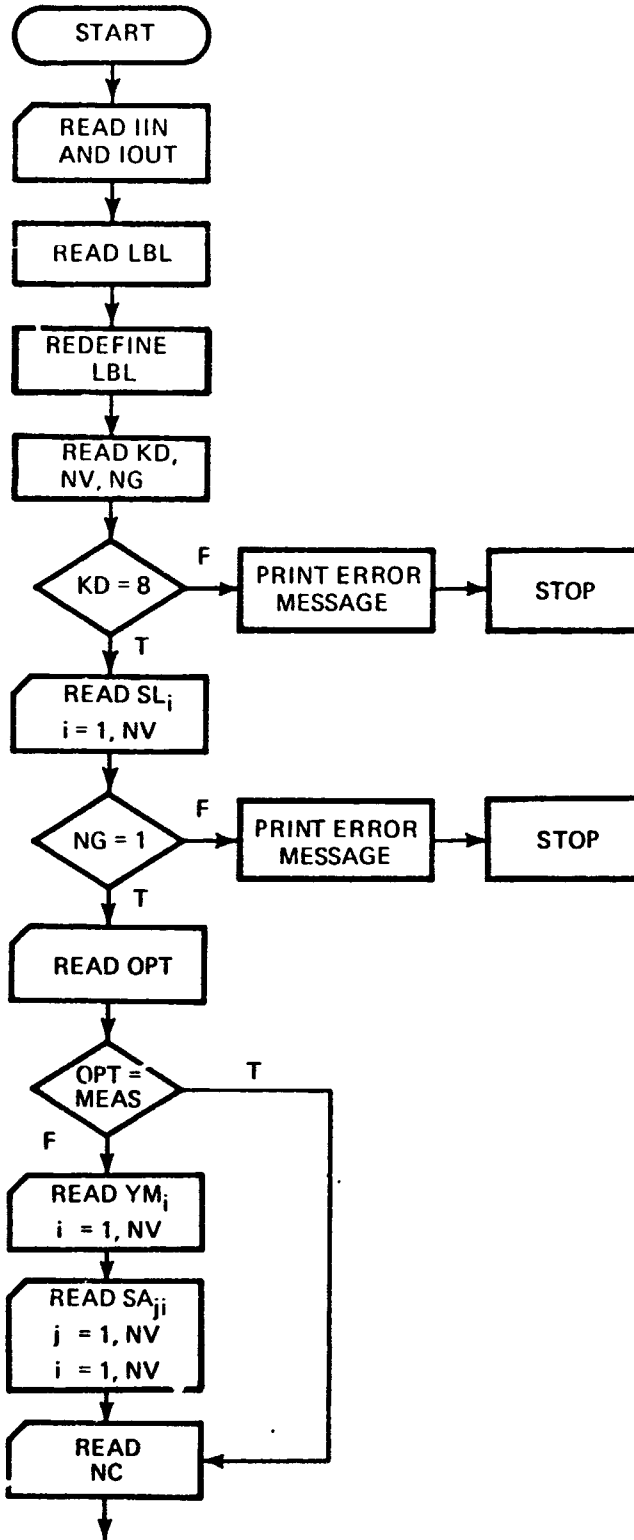 START
READ IIN
AND IOUT
READ LBL
REDEFINE
LBL
READ KD,
NV, NG
KD = 8
F
PRINT ERROR
MESSAGE
STOP
T
READ SLi
i = 1, NV
NG = 1
F
PRINT ERROR
MESSAGE
STOP
T
READ OPT
OPT =
MEAS
T
F
READ YMi
i = 1, NV
READ SAji
j = 1, NV
i = 1, NV
READ
NC